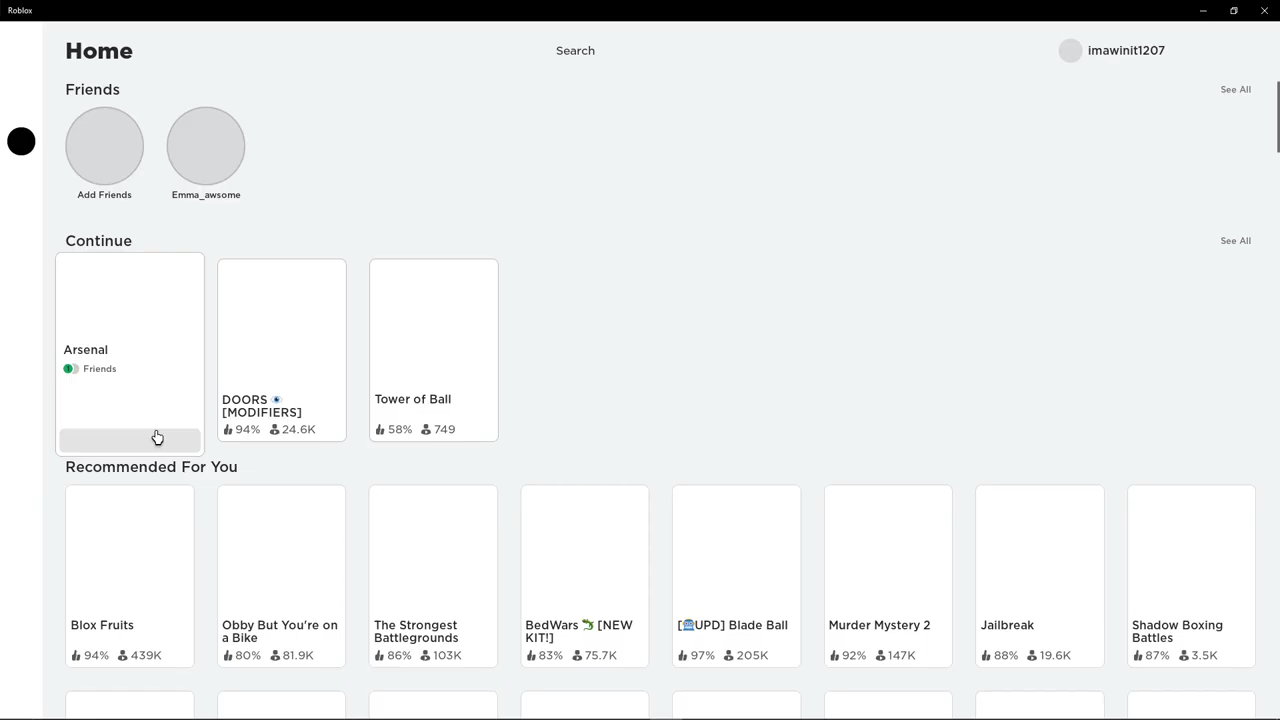 Roblox
Home
Search
imawinit1207
Friends
See All
Add Friends
Emma_awsome
Continue
See All
Arsenal
1 Friends
DOORS 👁
[MODIFIERS]
94% 24.6K
Tower of Ball
58% 749
Recommended For You
Blox Fruits
94% 439K
Obby But You're on
a Bike
80% 81.9K
The Strongest
Battlegrounds
86% 103K
BedWars 🐉 [NEW
KIT!]
83% 75.7K
[🤖UPD] Blade Ball
97% 205K
Murder Mystery 2
92% 147K
Jailbreak
88% 19.6K
Shadow Boxing
Battles
87% 3.5K